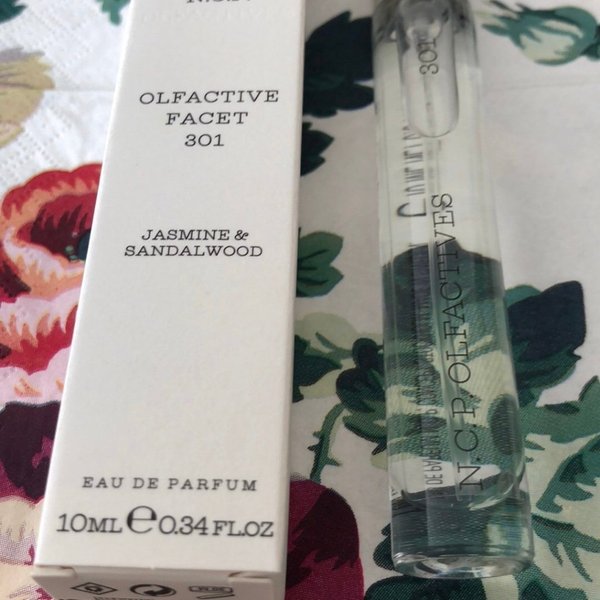 OLFACTIVE
FACET
301
JASMINE &
SANDALWOOD
EAU DE PARFUM
10ML ℮ 0.34 FL.OZ
301
N.C.P. OLFACTIVES